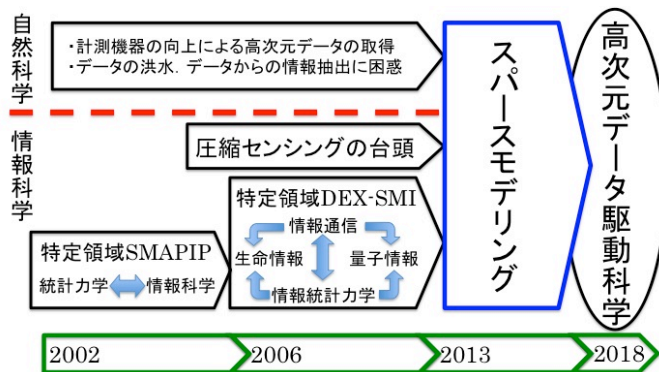 自然科学
・計測機器の向上による高次元データの取得
・データの洪水．データからの情報抽出に困惑
情報科学
圧縮センシングの台頭
特定領域DEX-SMI
情報通信
生命情報
量子情報
情報統計力学
特定領域SMAPIP
統計力学
情報科学
スパースモデリング
高次元データ駆動科学
2002
2006
2013
2018